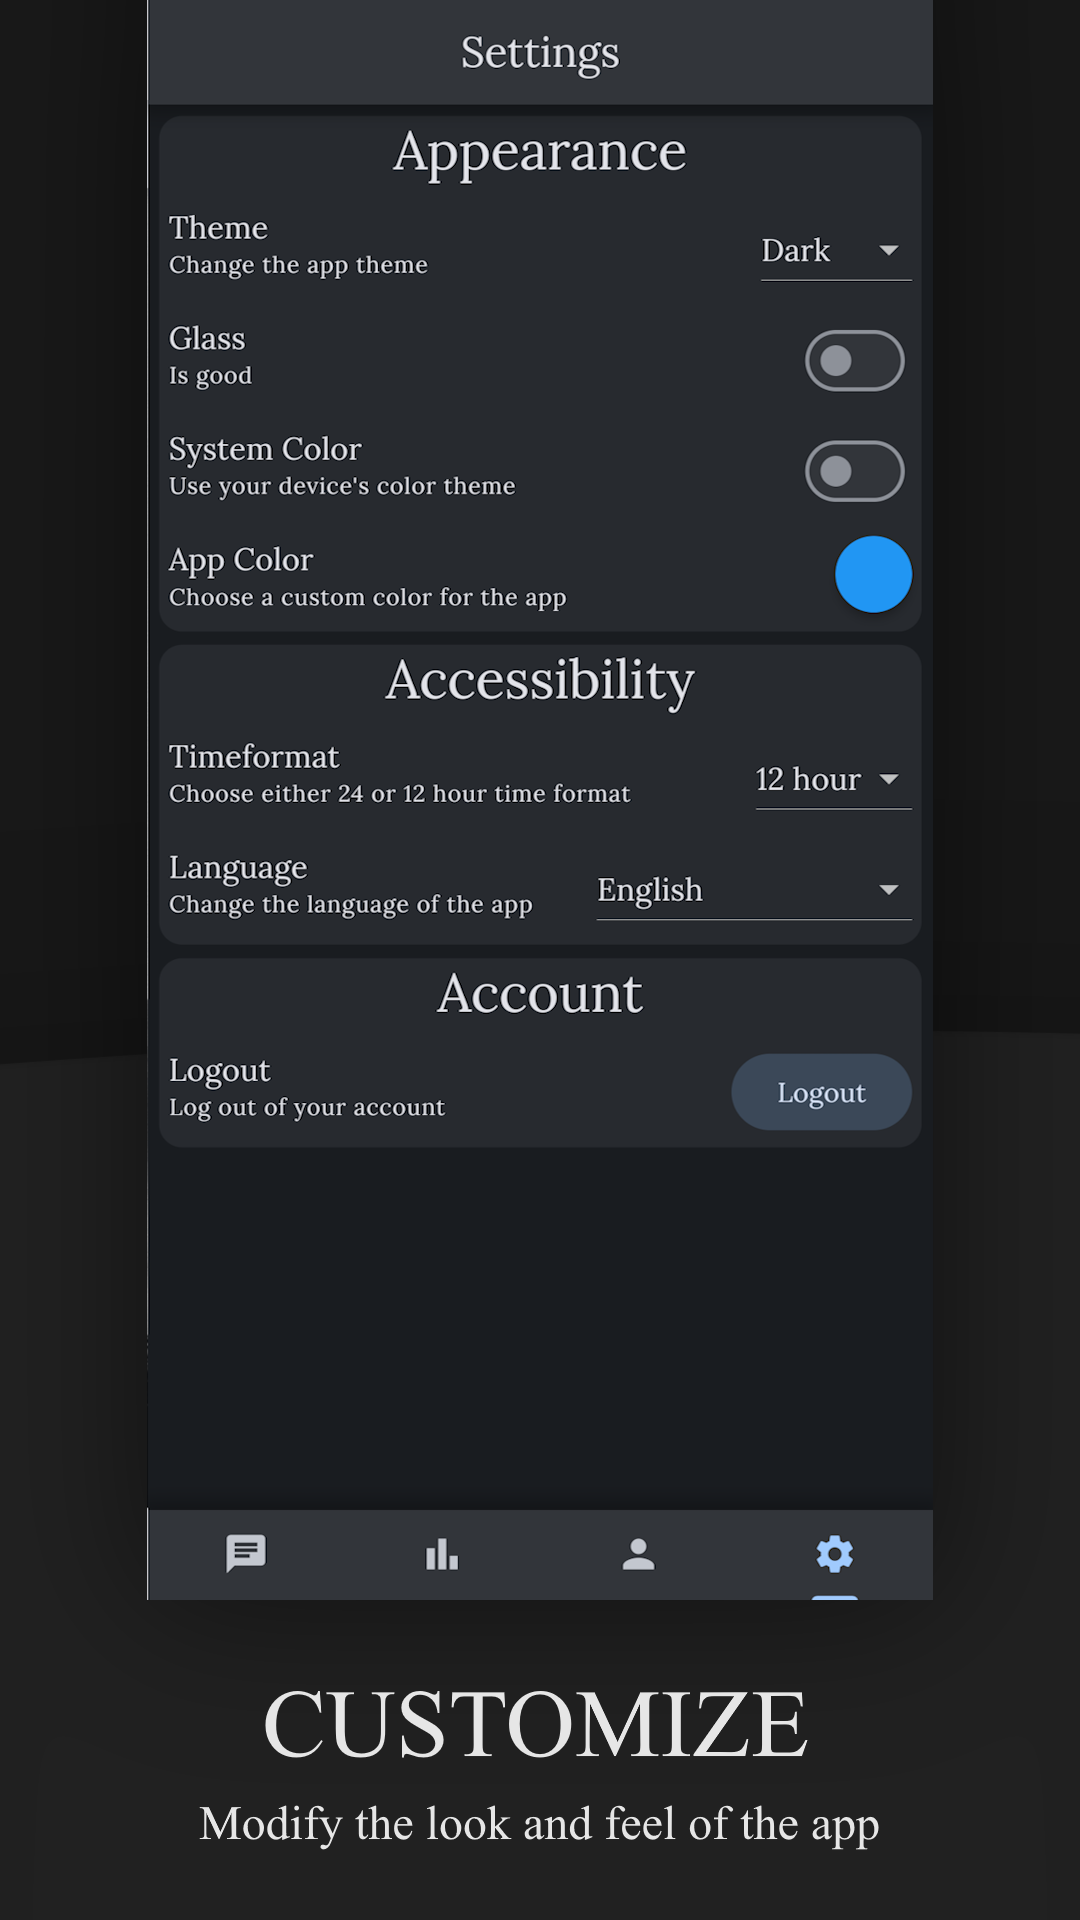 Settings
Appearance
Theme
Change the app theme
Dark
Glass
Is good
System Color
Use your device's color theme
App Color
Choose a custom color for the app
Accessibility
Timeformat
Choose either 24 or 12 hour time format
12 hour
Language
Change the language of the app
English
Account
Logout
Log out of your account
Logout
CUSTOMIZE
Modify the look and feel of the app